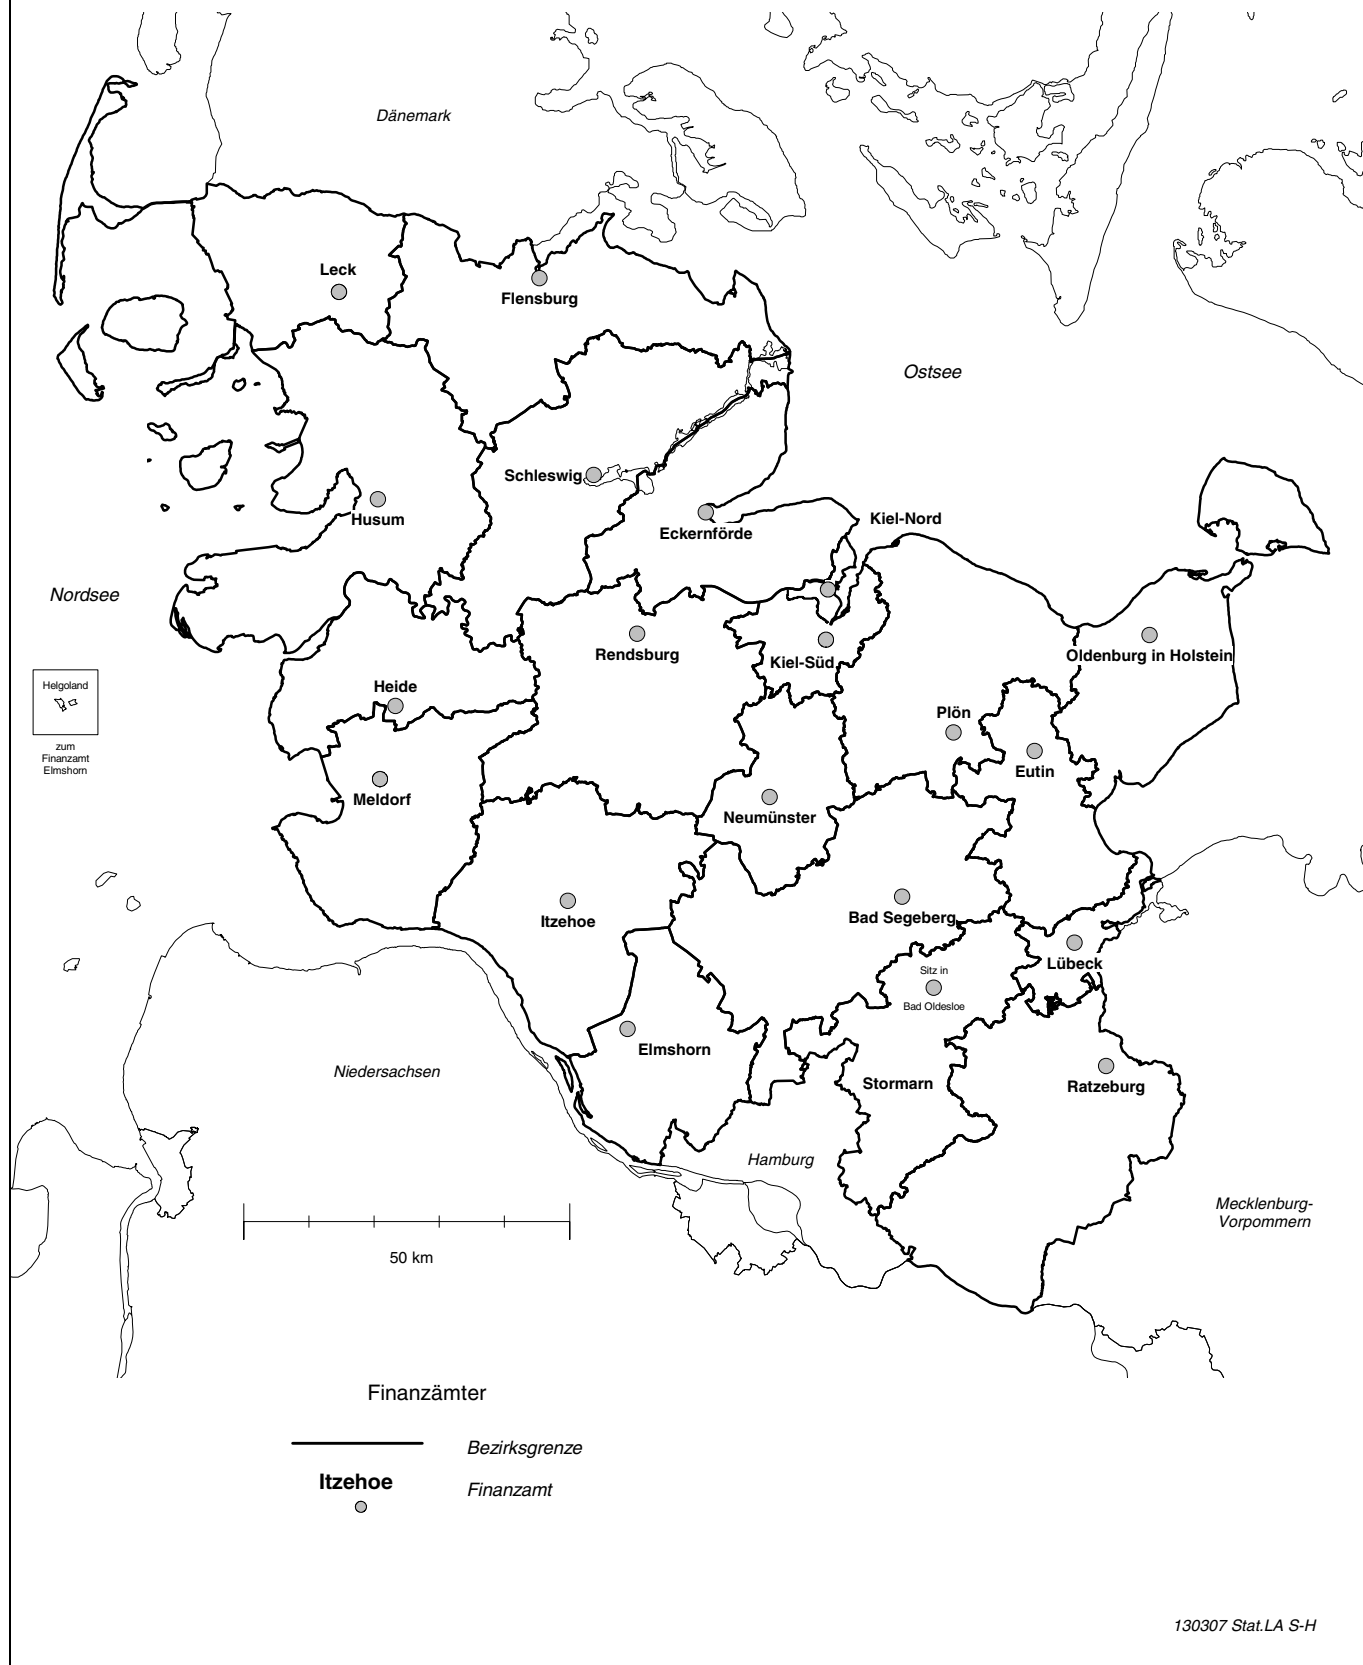 Dänemark
Leck
Flensburg
Ostsee
Schleswig
Husum
Eckernförde
Kiel-Nord
Nordsee
Rendsburg
Kiel-Süd
Oldenburg in Holstein
Helgoland
zum
Finanzamt
Elmshorn
Heide
Plön
Eutin
Meldorf
Neumünster
Itzehoe
Bad Segeberg
Lübeck
Sitz in
Bad Oldesloe
Elmshorn
Niedersachsen
Stormarn
Ratzeburg
Hamburg
Mecklenburg-
Vorpommern
50 km
Finanzämter
Bezirksgrenze
Itzehoe
Finanzamt
130307 Stat.LA S-H